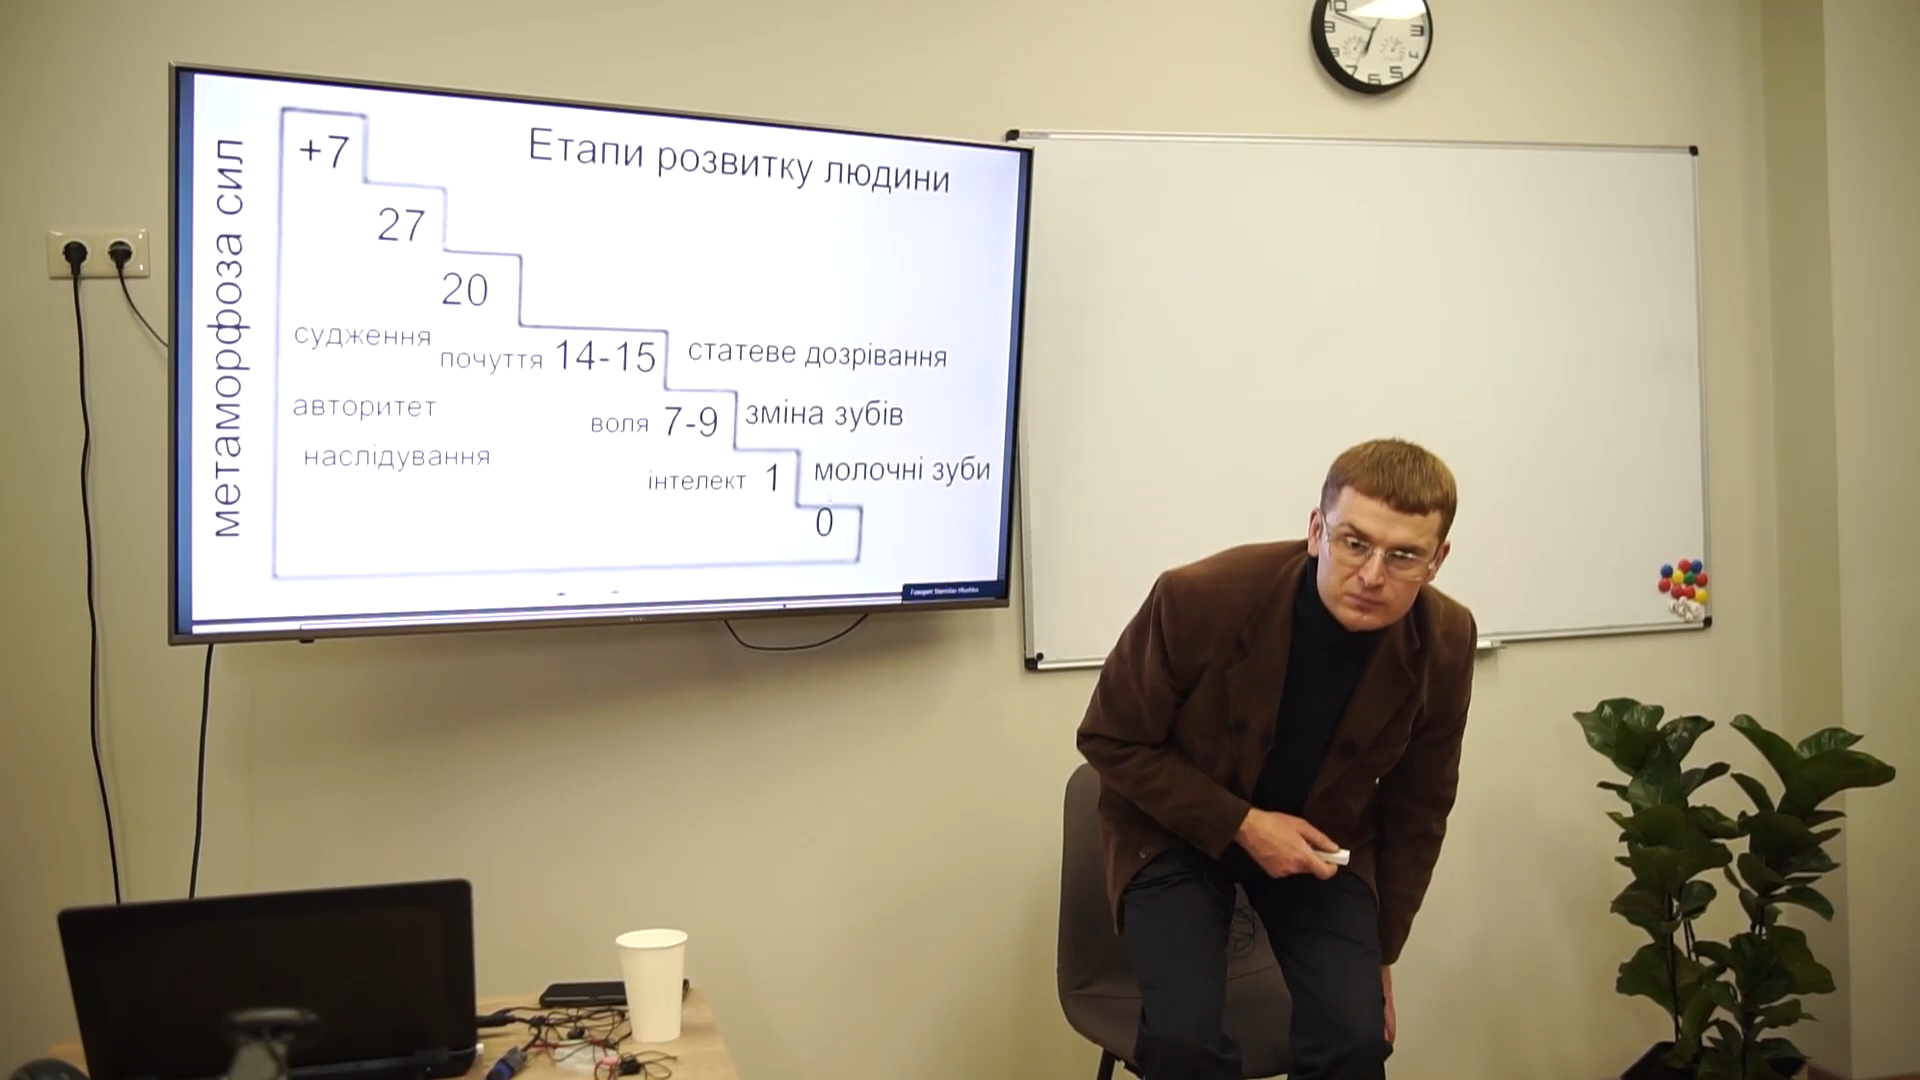 Етапи розвитку людини
метаморфоза сил
+7
27
20
судження почуття 14-15 статеве дозрівання
авторитет воля 7-9 зміна зубів
наслідування інтелект 1 молочні зуби
0